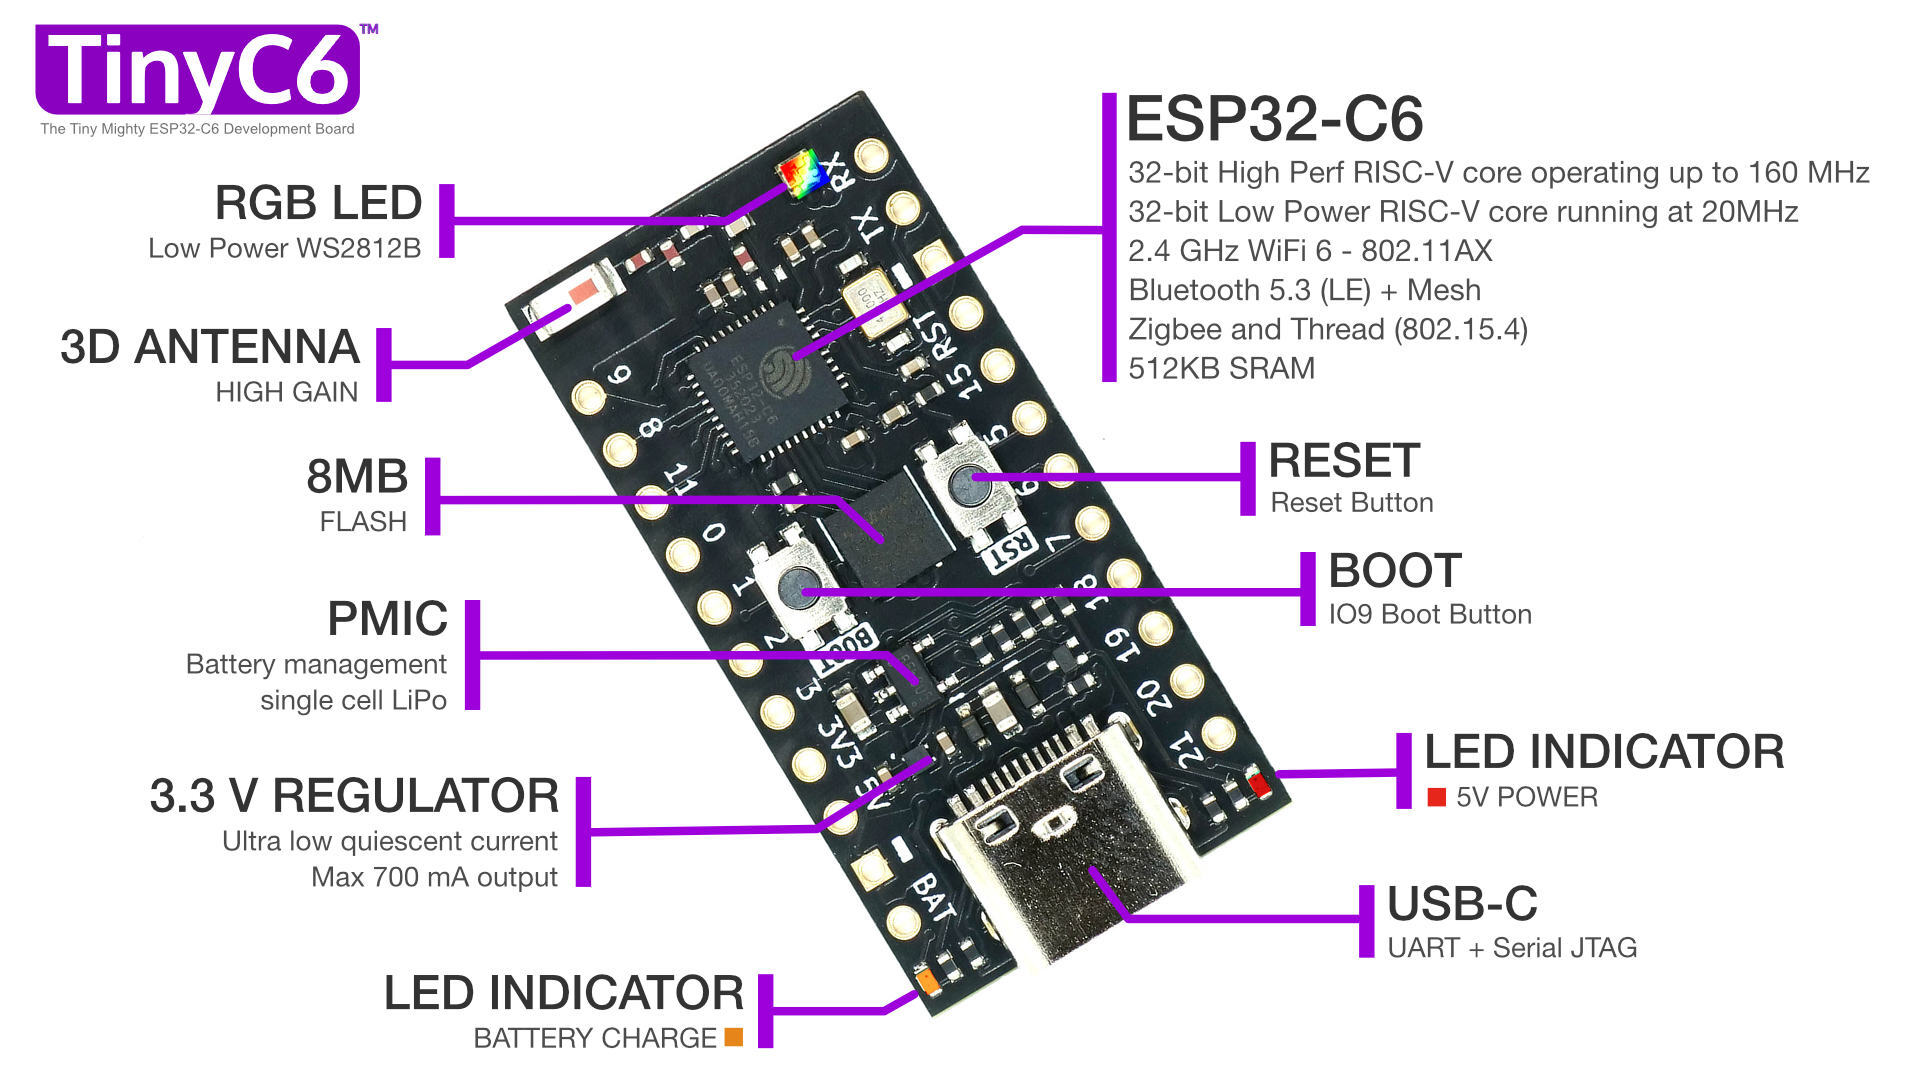 TinyC6™
The Tiny Mighty ESP32-C6 Development Board
RGB LED
Low Power WS2812B
3D ANTENNA
HIGH GAIN
8MB
FLASH
PMIC
Battery management
single cell LiPo
3.3 V REGULATOR
Ultra low quiescent current
Max 700 mA output
LED INDICATOR
BATTERY CHARGE
ESP32-C6
32-bit High Perf RISC-V core operating up to 160 MHz
32-bit Low Power RISC-V core running at 20MHz
2.4 GHz WiFi 6 - 802.11AX
Bluetooth 5.3 (LE) + Mesh
Zigbee and Thread (802.15.4)
512KB SRAM
RESET
Reset Button
BOOT
IO9 Boot Button
LED INDICATOR
5V POWER
USB-C
UART + Serial JTAG
RX
TX
RST
15
5
6
7
18
19
20
21
9
8
11
0
1
2
3
3V3
5V
BAT
RST
BOOT
ESP32-C6